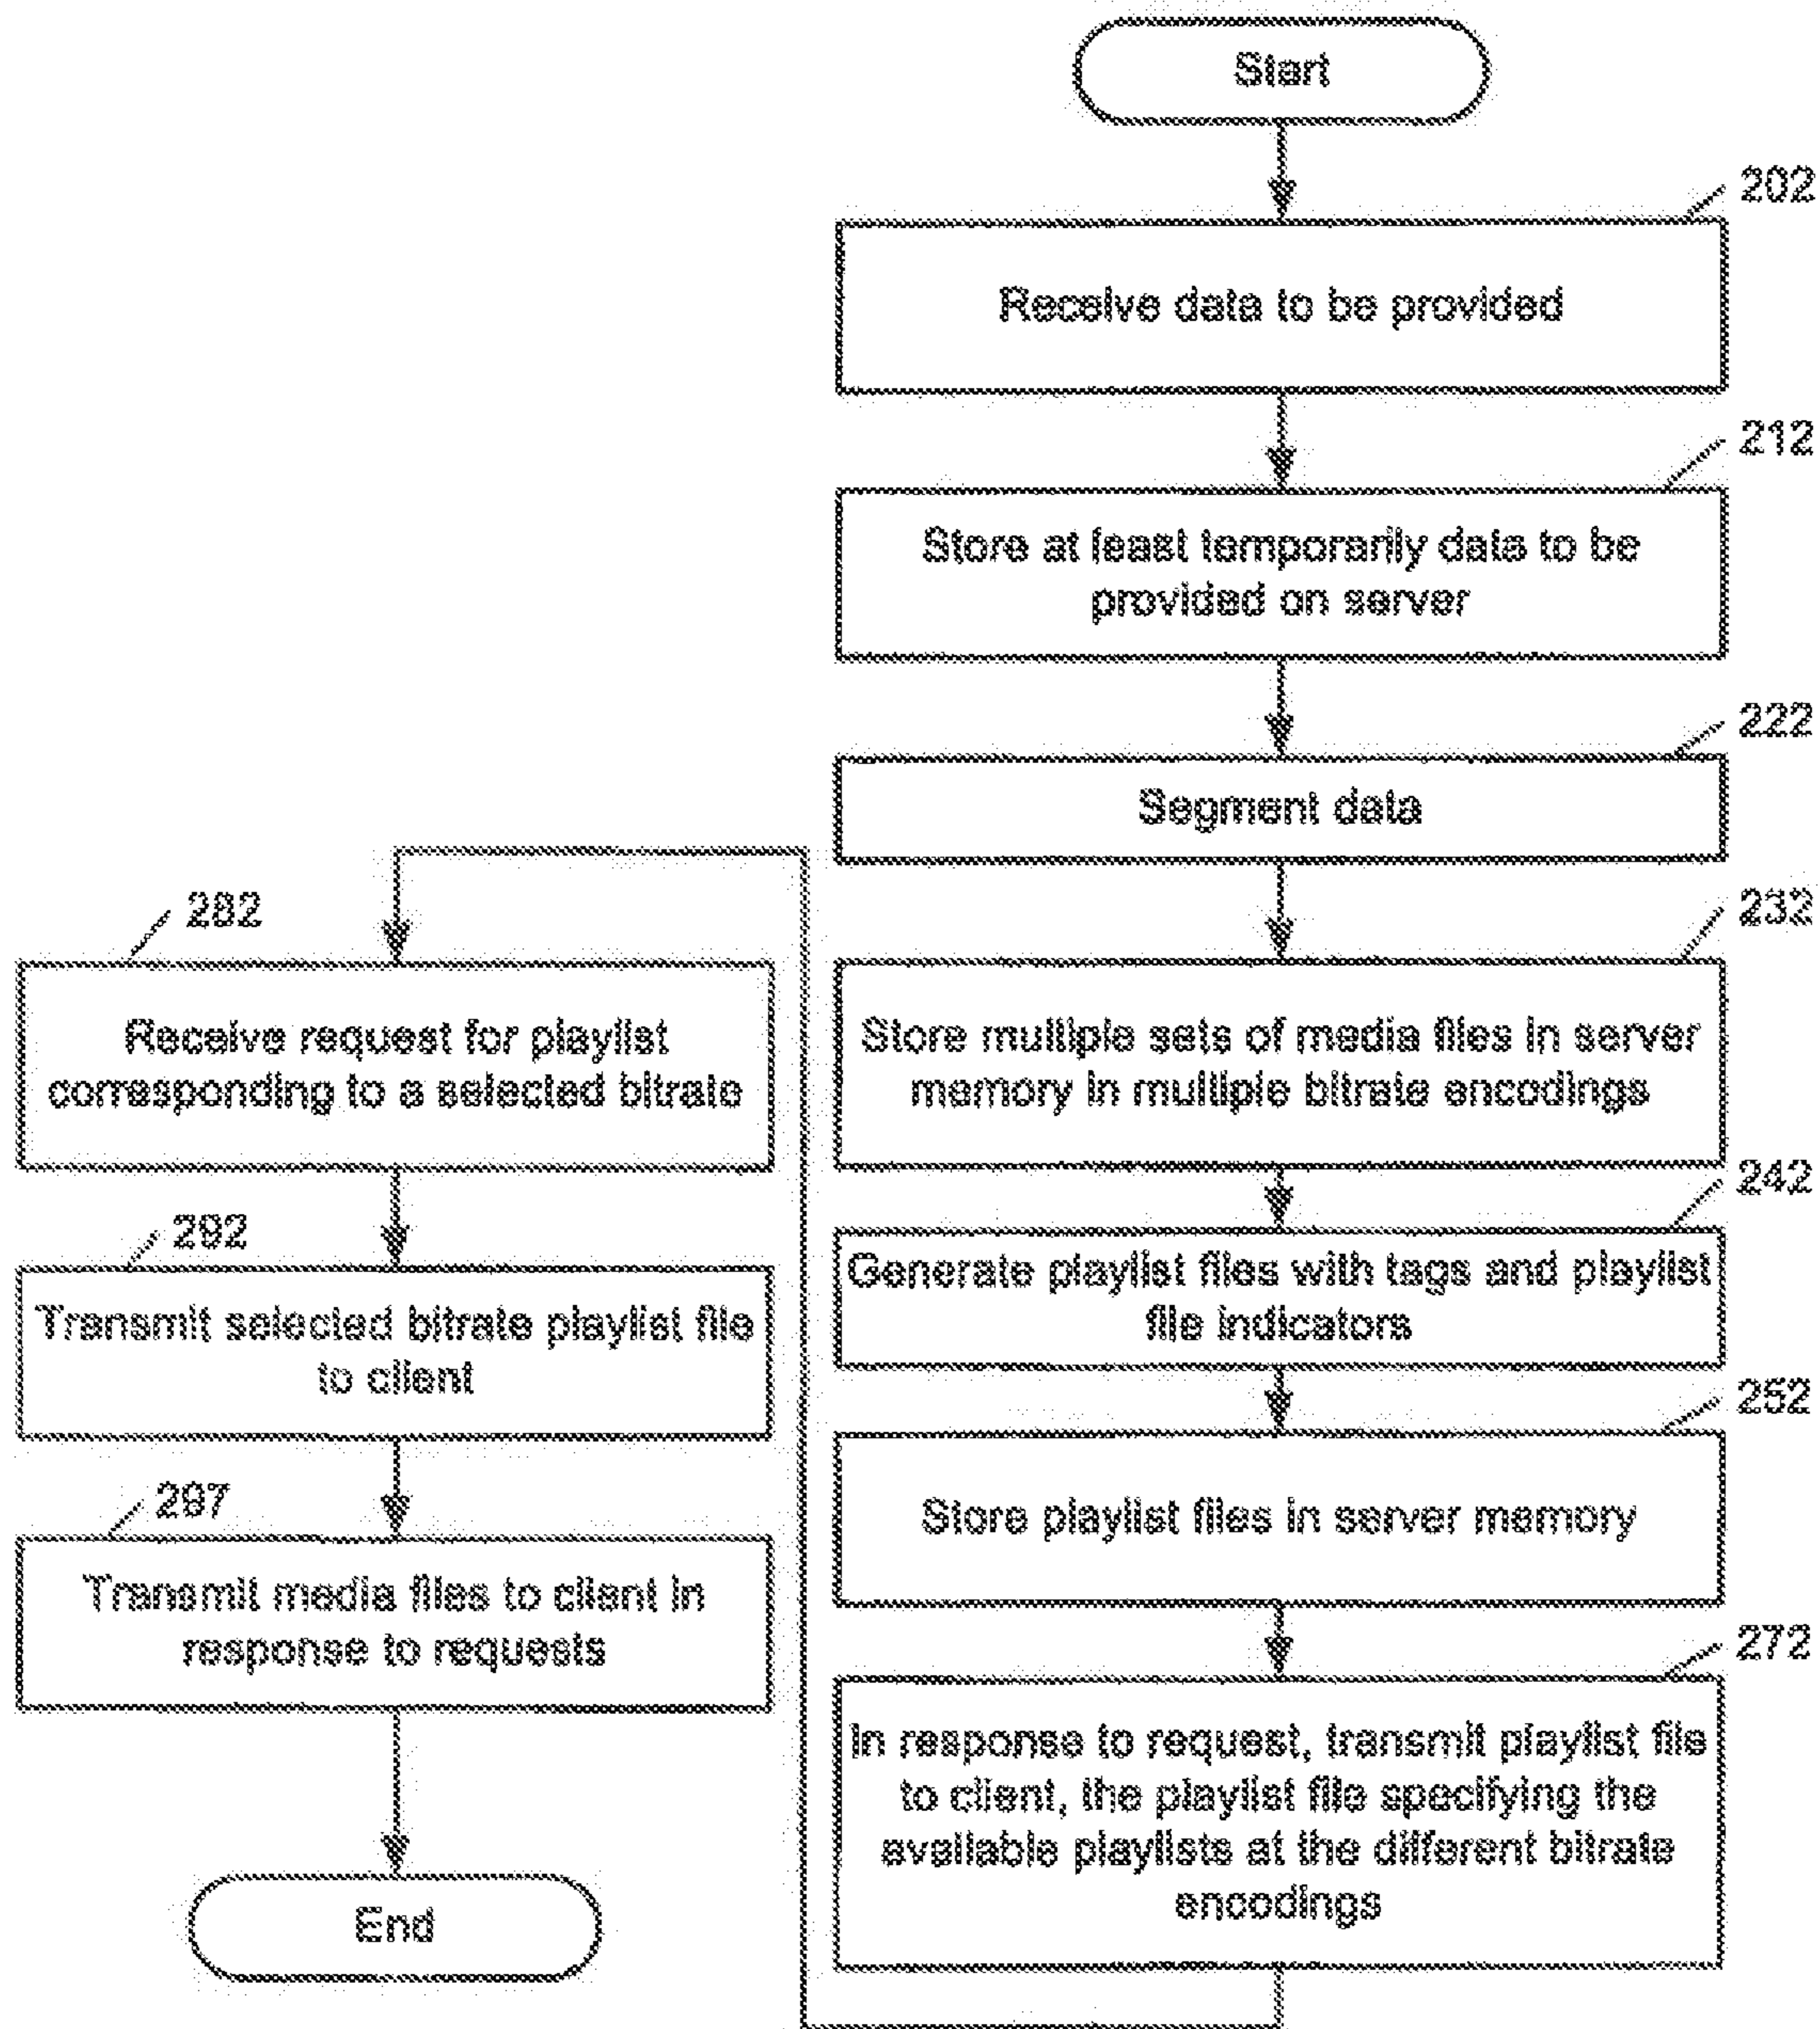 Start
202
Receive data to be provided
212
Store at least temporarily data to be
provided on server
222
Segment data
232
Store multiple sets of media files in server
memory in multiple bitrate encodings
242
Generate playlist files with tags and playlist
file indicators
252
Store playlist files in server memory
272
In response to request, transmit playlist file
to client, the playlist file specifying the
available playlists at the different bitrate
encodings
282
Receive request for playlist
corresponding to a selected bitrate
292
Transmit selected bitrate playlist file
to client
297
Transmit media files to client in
response to requests
End